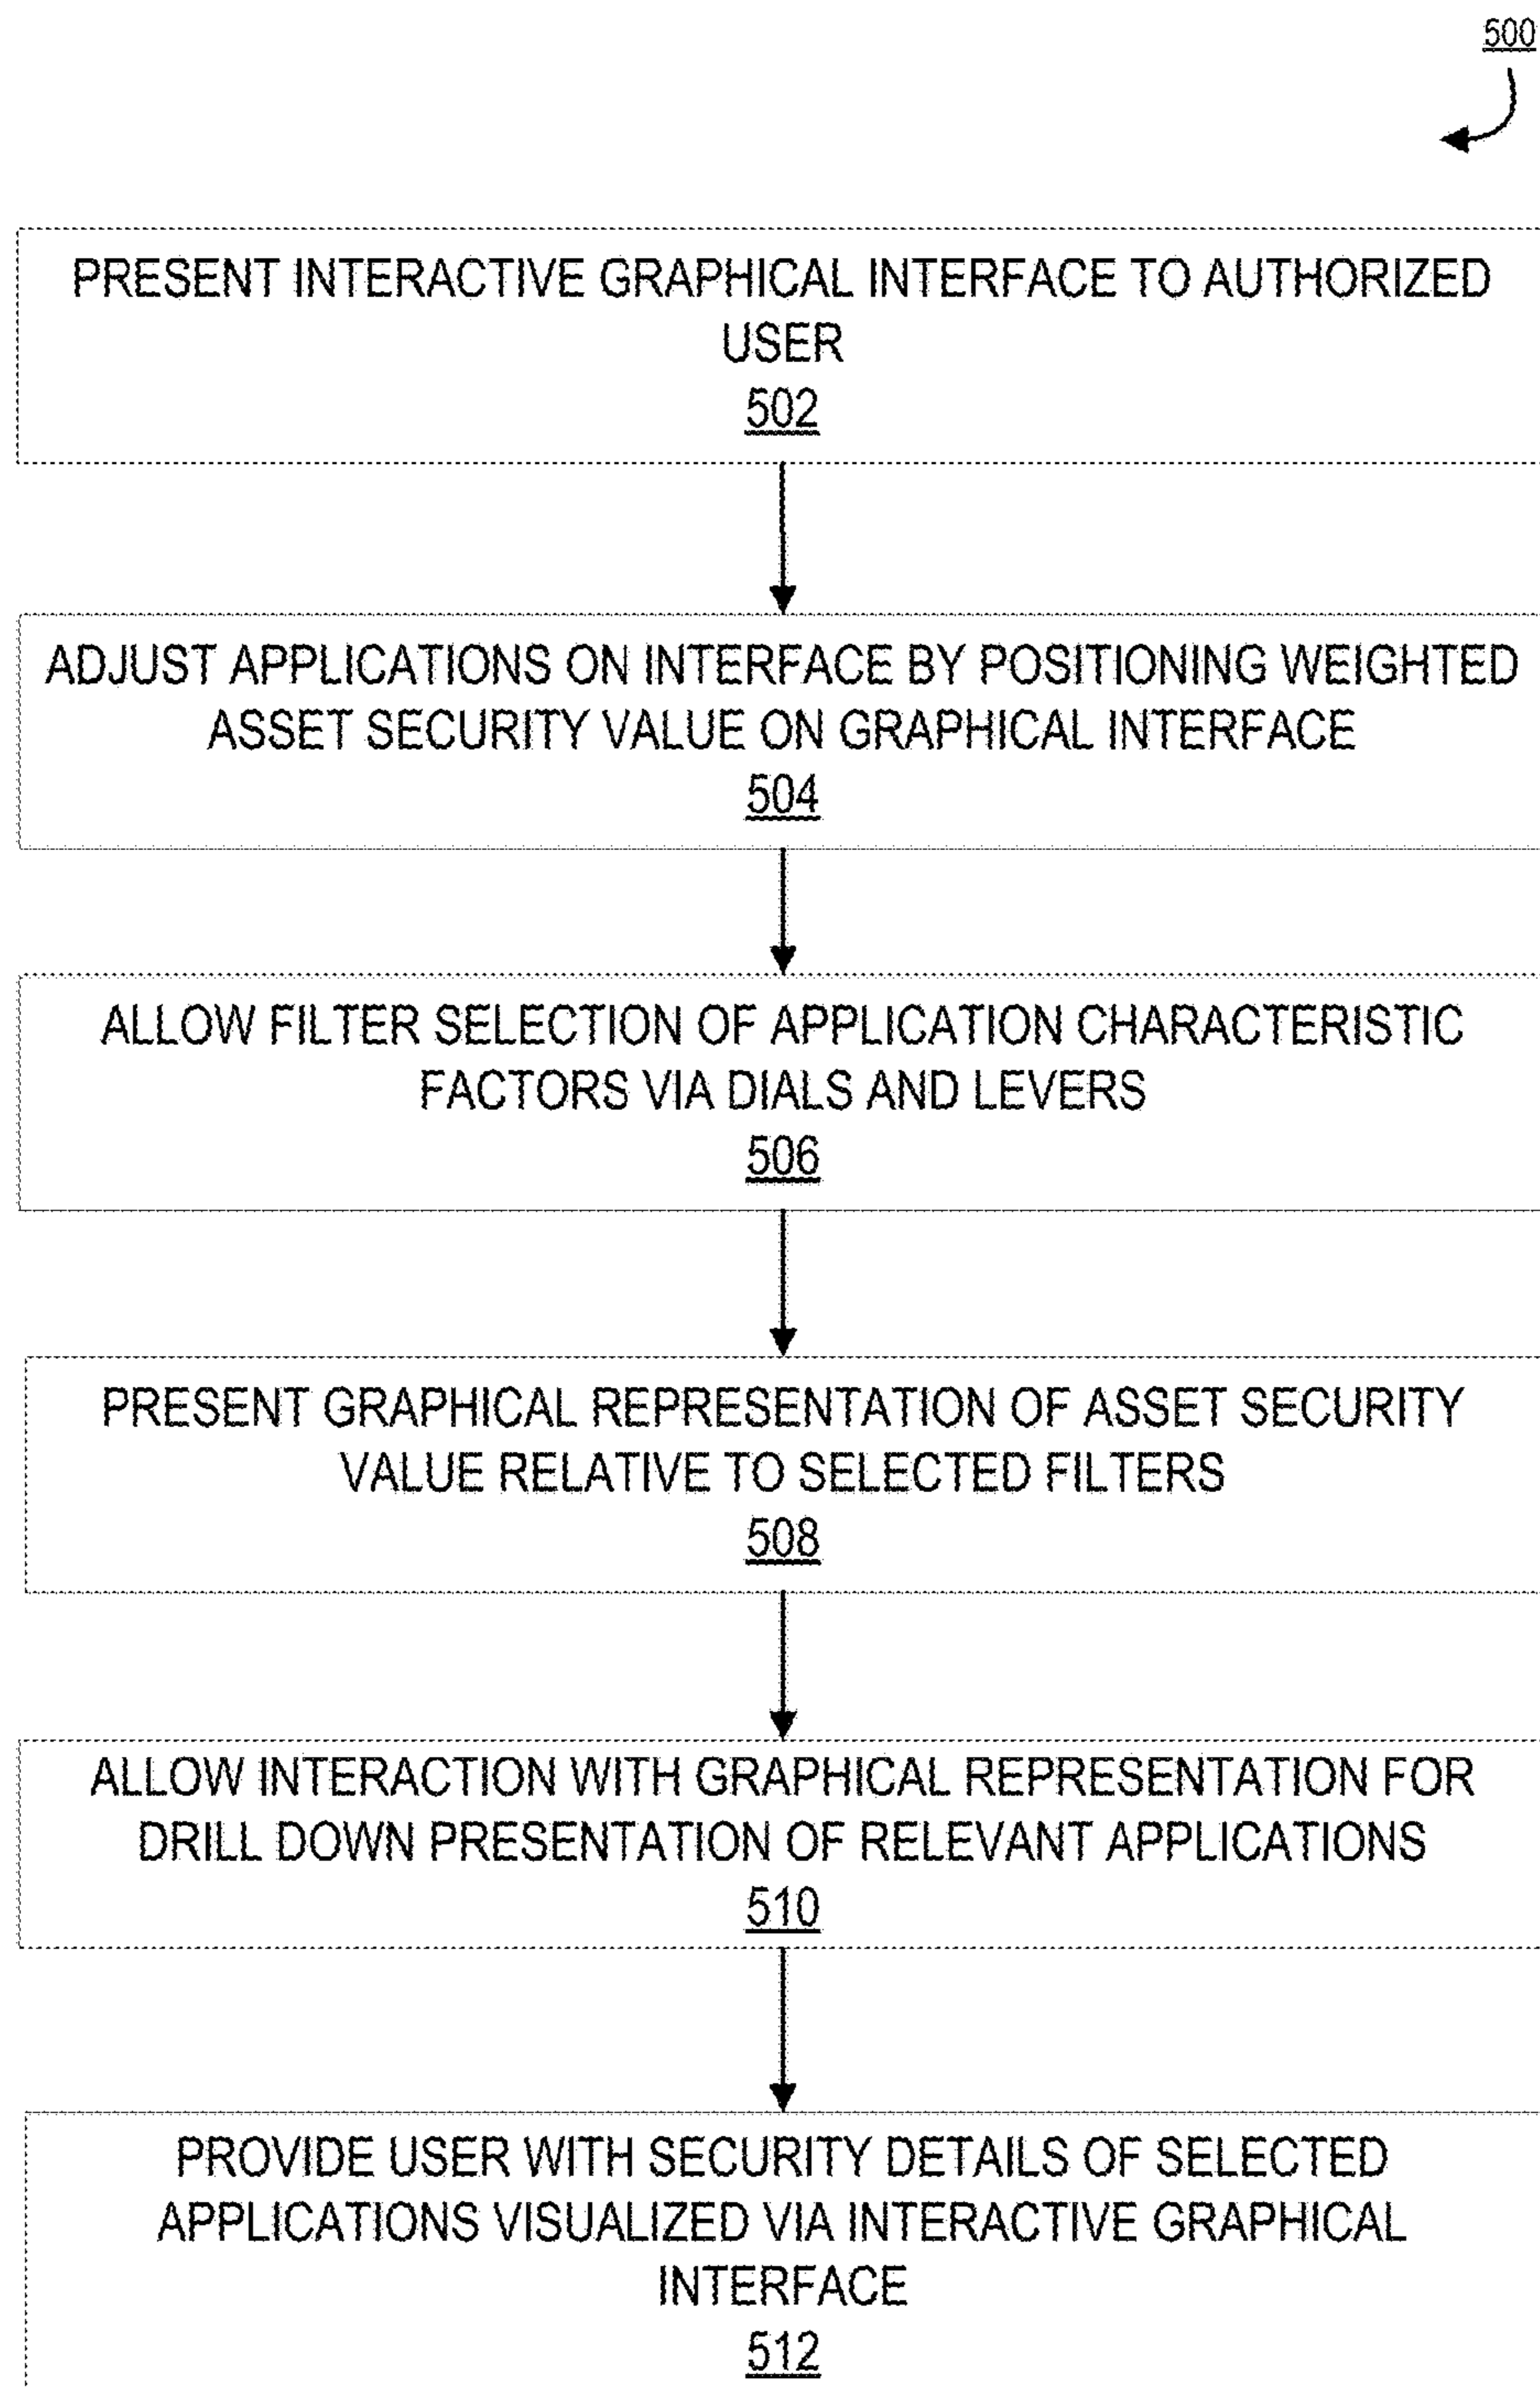 500
PRESENT INTERACTIVE GRAPHICAL INTERFACE TO AUTHORIZED
USER
502
ADJUST APPLICATIONS ON INTERFACE BY POSITIONING WEIGHTED
ASSET SECURITY VALUE ON GRAPHICAL INTERFACE
504
ALLOW FILTER SELECTION OF APPLICATION CHARACTERISTIC
FACTORS VIA DIALS AND LEVERS
506
PRESENT GRAPHICAL REPRESENTATION OF ASSET SECURITY
VALUE RELATIVE TO SELECTED FILTERS
508
ALLOW INTERACTION WITH GRAPHICAL REPRESENTATION FOR
DRILL DOWN PRESENTATION OF RELEVANT APPLICATIONS
510
PROVIDE USER WITH SECURITY DETAILS OF SELECTED
APPLICATIONS VISUALIZED VIA INTERACTIVE GRAPHICAL
INTERFACE
512